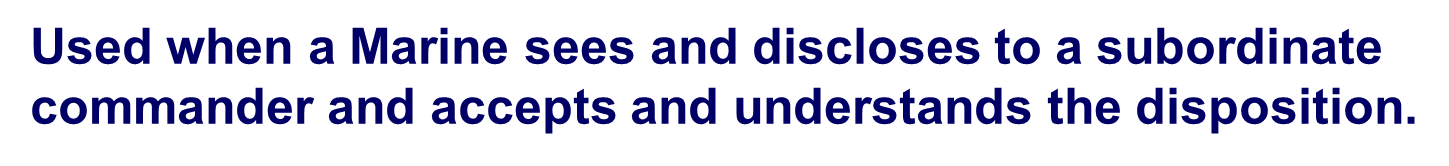 Used when a Marine sees and discloses to a subordinate
commander and accepts and understands the disposition.